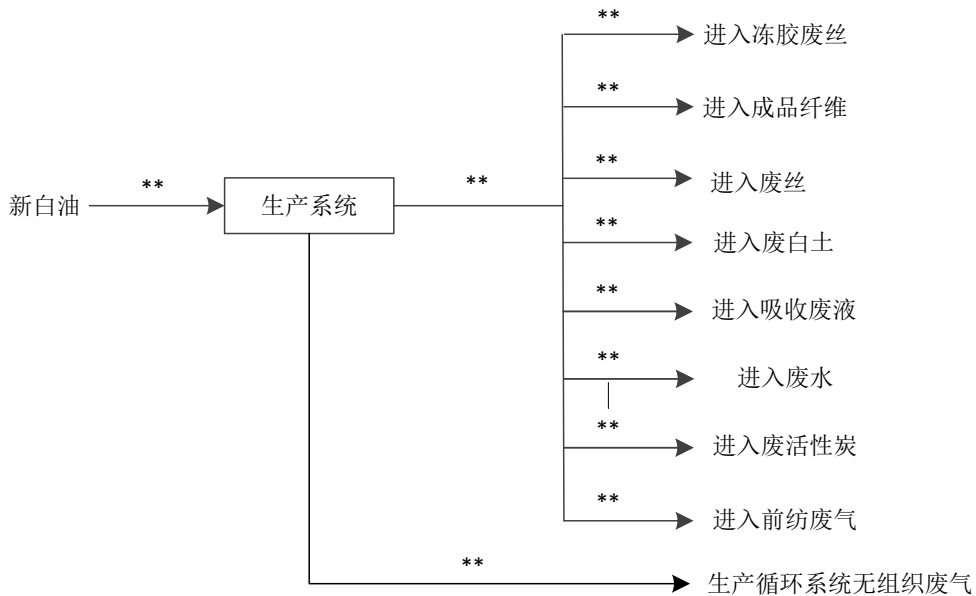 ** 进入冻胶废丝
** 进入成品纤维
** 进入废丝
新白油 ** 生产系统 **
** 进入废白土
** 进入吸收废液
** 进入废水
** 进入废活性炭
** 进入前纺废气
** 生产循环系统无组织废气